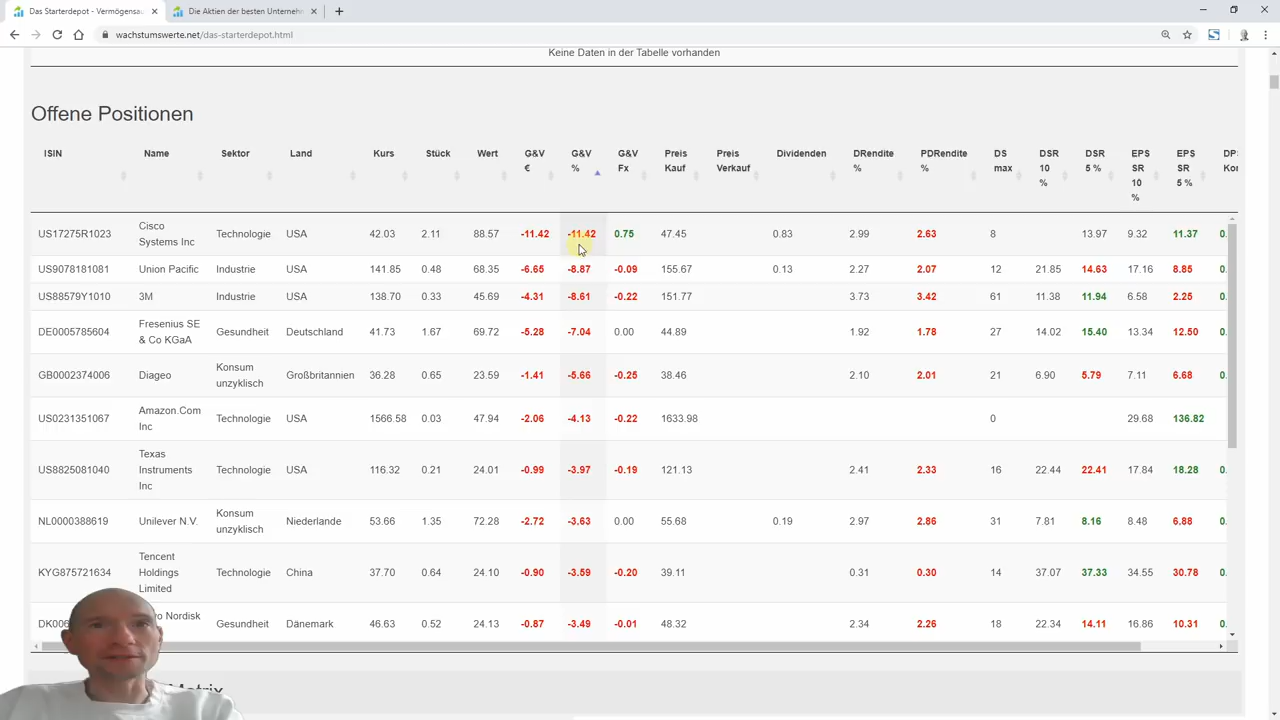 Das Starterdepot - Vermögensau
Die Aktien der besten Unternehm
wachstumswerte.net/das-starterdepot.html
Keine Daten in der Tabelle vorhanden
Offene Positionen
ISIN Name Sektor Land Kurs Stück Wert G&V € G&V % G&V Fx Preis Kauf Preis Verkauf Dividenden DRendite % PDRendite % DS max DSR 10 % DSR 5 % EPS SR 10 % EPS SR 5 %
US17275R1023 Cisco Systems Inc Technologie USA 42.03 2.11 88.57 -11.42 -11.42 0.75 47.45 0.83 2.99 2.63 8 13.97 9.32 11.37 0.
US9078181081 Union Pacific Industrie USA 141.85 0.48 68.35 -6.65 -8.87 -0.09 155.67 0.13 2.27 2.07 12 21.85 14.63 17.16 8.85 0.
US88579Y1010 3M Industrie USA 138.70 0.33 45.69 -4.31 -8.61 -0.22 151.77 3.73 3.42 61 11.38 11.94 6.58 2.25 0.
DE0005785604 Fresenius SE & Co KGaA Gesundheit Deutschland 41.73 1.67 69.72 -5.28 -7.04 0.00 44.89 1.92 1.78 27 14.02 15.40 13.34 12.50 0.
GB0002374006 Diageo Konsum unzyklisch Großbritannien 36.28 0.65 23.59 -1.41 -5.66 -0.25 38.46 2.10 2.01 21 6.90 5.79 7.11 6.68 0.
US0231351067 Amazon.Com Inc Technologie USA 1566.58 0.03 47.94 -2.06 -4.13 -0.22 1633.98 0 29.68 136.82
US8825081040 Texas Instruments Inc Technologie USA 116.32 0.21 24.01 -0.99 -3.97 -0.19 121.13 2.41 2.33 16 22.44 22.41 17.84 18.28 0.
NL0000388619 Unilever N.V. Konsum unzyklisch Niederlande 53.66 1.35 72.28 -2.72 -3.63 0.00 55.68 0.19 2.97 2.86 31 7.81 8.16 8.48 6.88 0.
KYG875721634 Tencent Holdings Limited Technologie China 37.70 0.64 24.10 -0.90 -3.59 -0.20 39.11 0.31 0.30 14 37.07 37.33 34.55 30.78 0.
Nordisk Gesundheit Dänemark 46.63 0.52 24.13 -0.87 -3.49 -0.01 48.32 2.34 2.26 18 22.34 14.11 16.86 10.31 0.